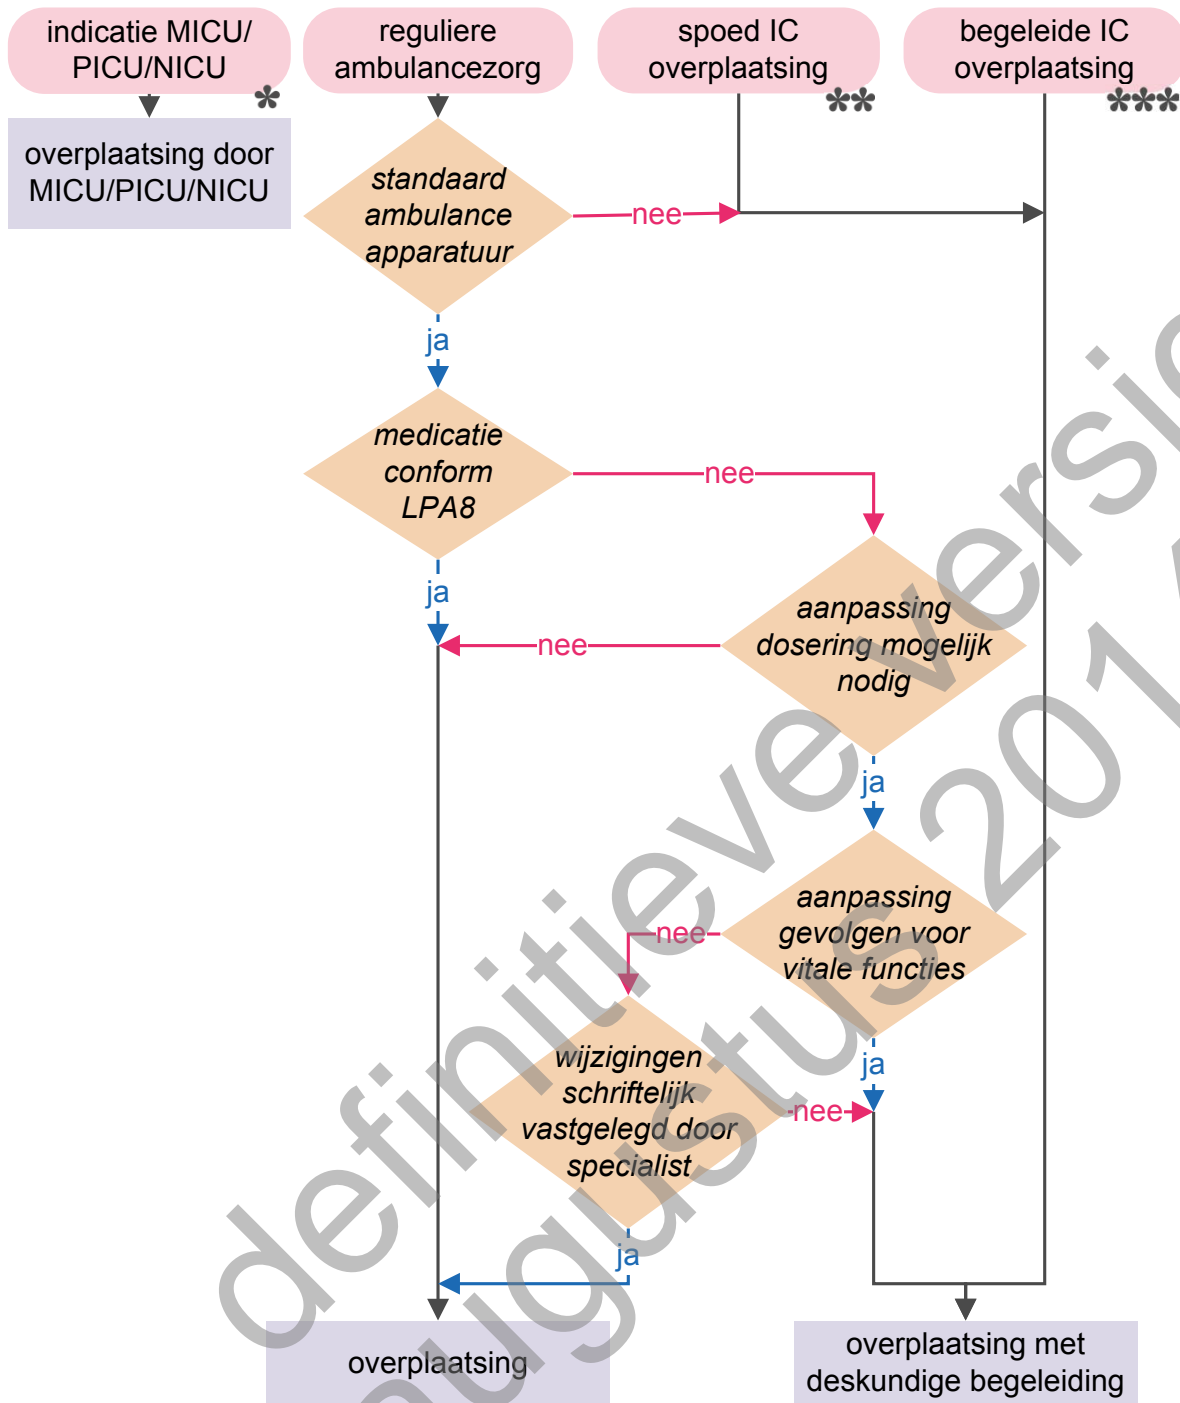 indicatie MICU/
PICU/NICU
*
reguliere
ambulancezorg
spoed IC
overplaatsing
**
begeleide IC
overplaatsing
***
overplaatsing door
MICU/PICU/NICU
standaard
ambulance
apparatuur
nee
ja
medicatie
conform
LPA8
nee
ja
aanpassing
dosering mogelijk
nodig
nee
ja
aanpassing
gevolgen voor
vitale functies
nee
ja
wijzigingen
schriftelijk
vastgelegd door
specialist
nee
ja
overplaatsing
overplaatsing met
deskundige begeleiding
definitieve versie
augustus 201